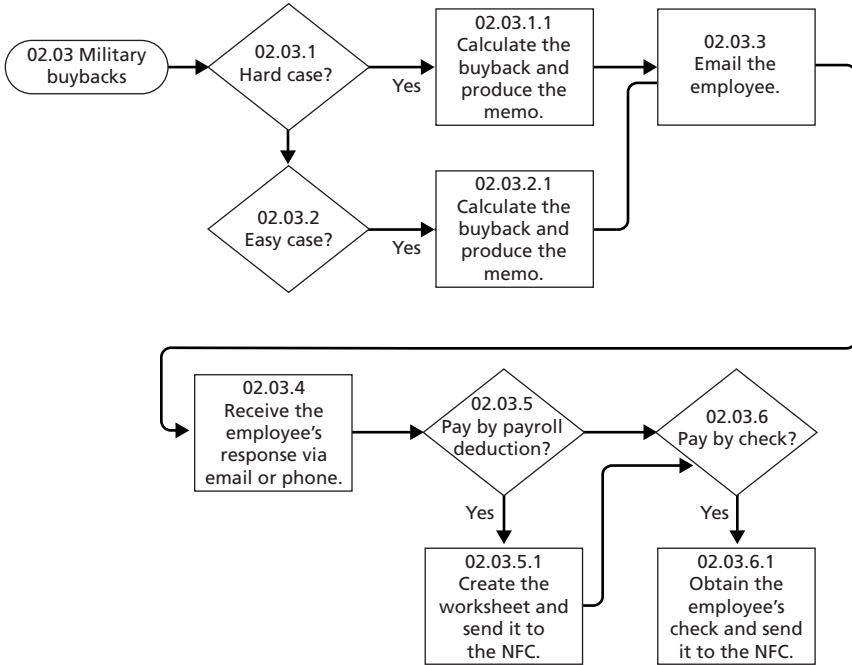 02.03 Military
buybacks
02.03.1
Hard case?
Yes
02.03.1.1
Calculate the
buyback and
produce the
memo.
02.03.3
Email the
employee.
02.03.2
Easy case?
Yes
02.03.2.1
Calculate the
buyback and
produce the
memo.
02.03.4
Receive the
employee's
response via
email or phone.
02.03.5
Pay by payroll
deduction?
Yes
02.03.5.1
Create the
worksheet and
send it to
the NFC.
02.03.6
Pay by check?
Yes
02.03.6.1
Obtain the
employee's
check and send
it to the NFC.